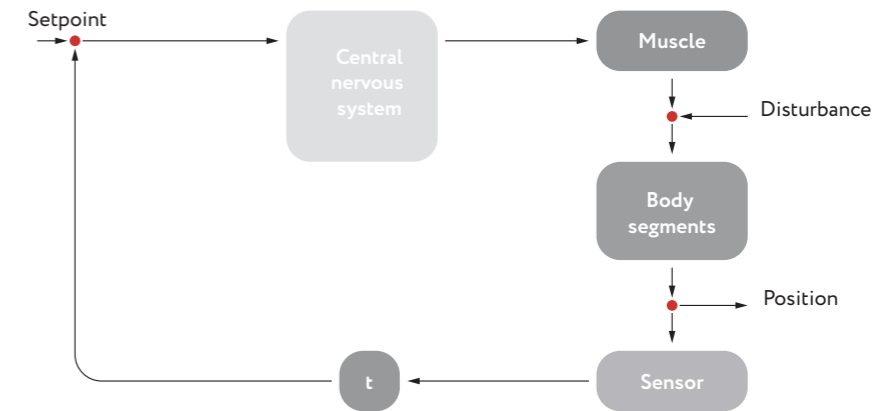 Setpoint
Central
nervous
system
Muscle
Disturbance
Body
segments
Position
t
Sensor